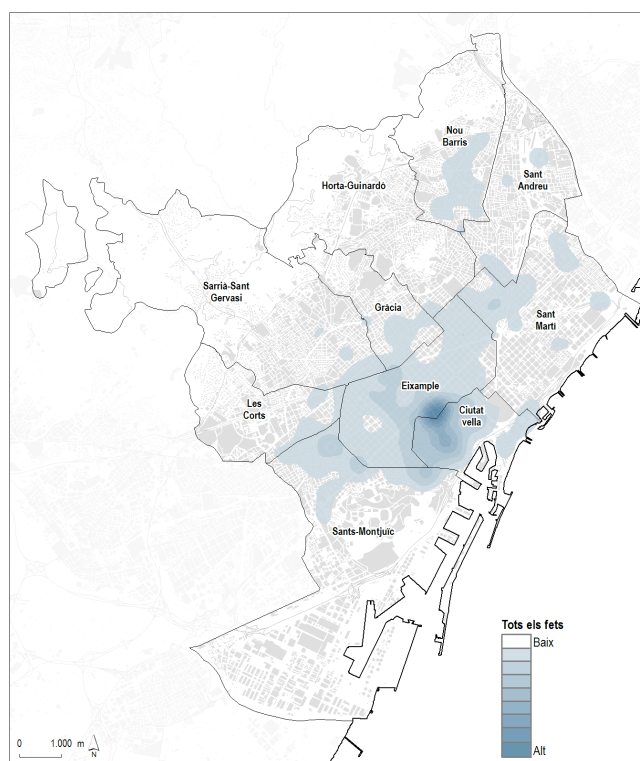 Nou
Barris
Sant
Andreu
Horta-Guinardó
Sarrià-Sant
Gervasi
Gràcia
Sant
Martí
Eixample
Les
Corts
Ciutat
vella
Sants-Montjuïc
Tots els fets
Baix
Alt
0 1.000 m
N